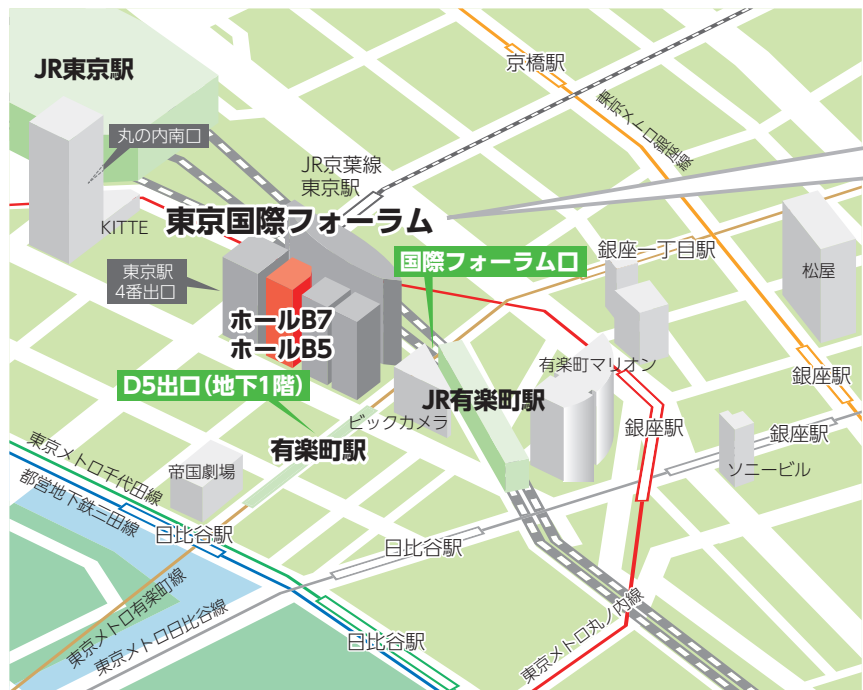 JR東京駅
京橋駅
東京メトロ銀座線
丸の内南口
JR京葉線
東京駅
KITTE
東京国際フォーラム
国際フォーラム口
銀座一丁目駅
松屋
東京駅
4番出口
ホールB7
ホールB5
有楽町マリオン
D5出口(地下1階)
JR有楽町駅
銀座駅
ビックカメラ
銀座駅
銀座駅
有楽町駅
ソニービル
帝国劇場
東京メトロ千代田線
都営地下鉄三田線
日比谷駅
日比谷駅
東京メトロ有楽町線
東京メトロ日比谷線
日比谷駅
東京メトロ丸ノ内線